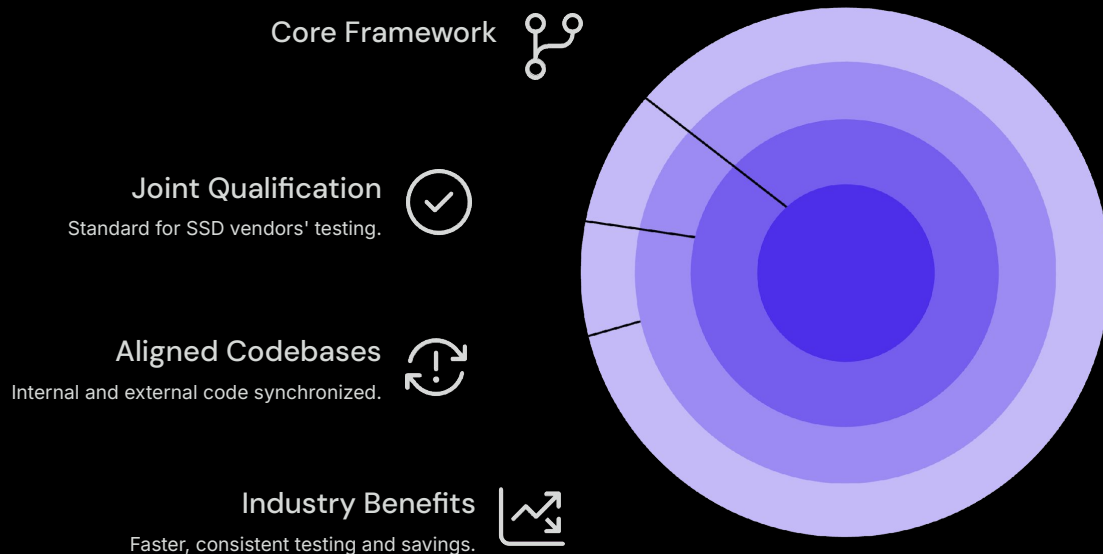 Core Framework
Joint Qualification
Standard for SSD vendors' testing.
Aligned Codebases
Internal and external code synchronized.
Industry Benefits
Faster, consistent testing and savings.